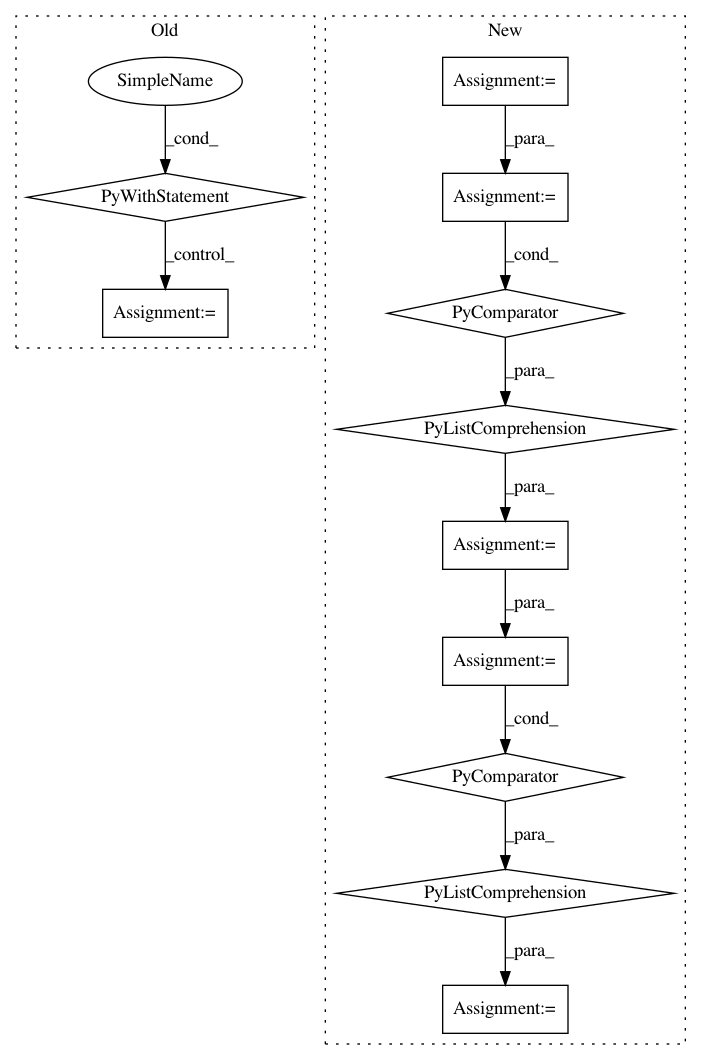 Old
SimpleName
_cond_
PyWithStatement
_control_
Assignment:=
New
Assignment:=
_para_
Assignment:=
_cond_
PyComparator
_para_
PyListComprehension
_para_
Assignment:=
_para_
Assignment:=
_cond_
PyComparator
_para_
PyListComprehension
_para_
Assignment:=